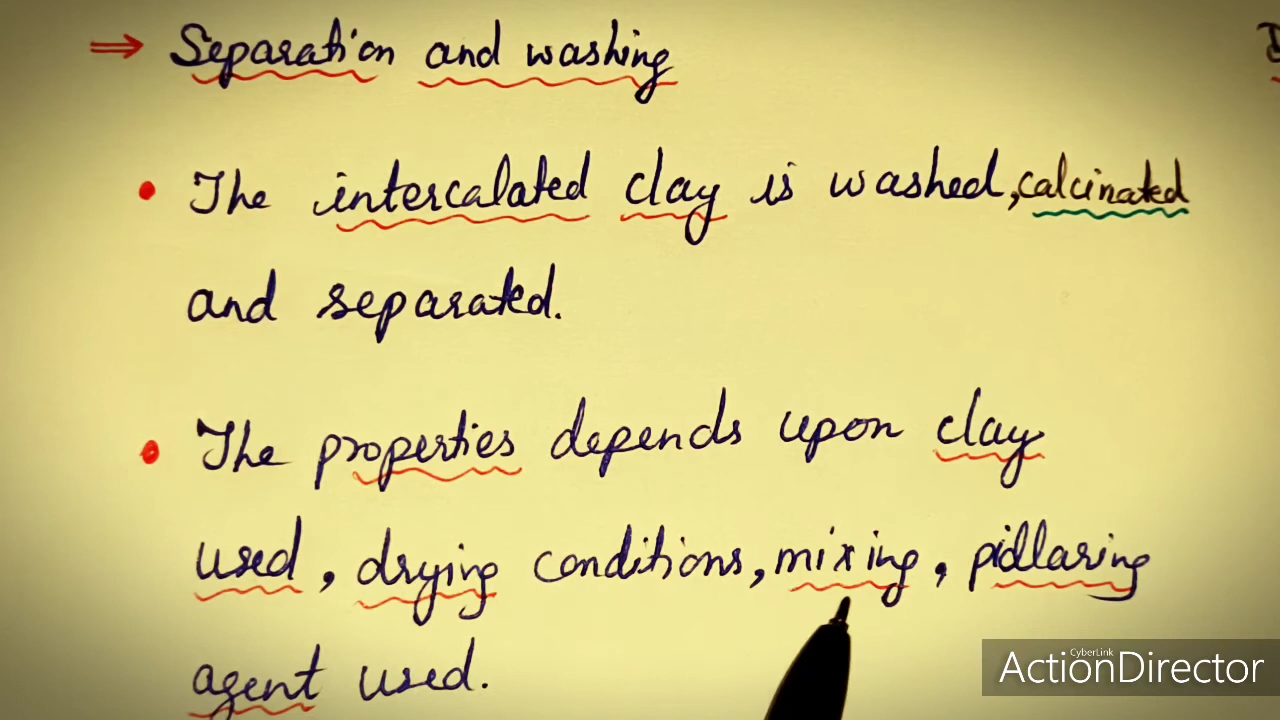 ⇒ Separation and washing
• The intercalated clay is washed, calcinated
and separated.
• The properties depends upon clay
used, drying conditions, mixing, pillaring
agent used.
CyberLink
ActionDirector